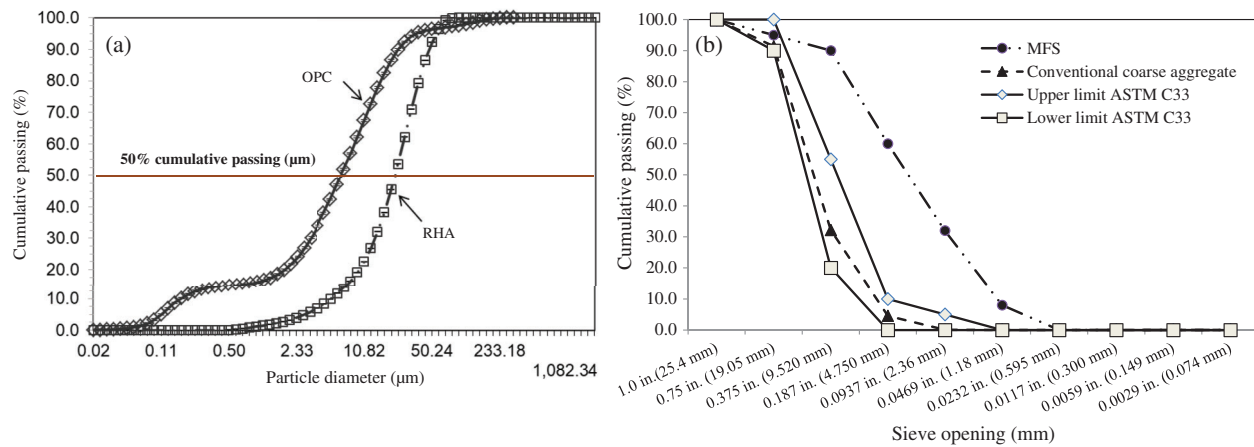 (a)
Cumulative passing (%)
100.0
90.0
80.0
70.0
60.0
50.0
40.0
30.0
20.0
10.0
0.0
OPC
50% cumulative passing (μm)
RHA
0.02 0.11 0.50 2.33 10.82 50.24 233.18
1,082.34
Particle diameter (μm)
(b)
Cumulative passing (%)
100.0
90.0
80.0
70.0
60.0
50.0
40.0
30.0
20.0
10.0
0.0
MFS
Conventional coarse aggregate
Upper limit ASTM C33
Lower limit ASTM C33
1.0 in.(25.4 mm)
0.75 in. (19.05 mm)
0.375 in. (9.520 mm)
0.187 in. (4.750 mm)
0.0937 in. (2.36 mm)
0.0469 in. (1.18 mm)
0.0232 in. (0.595 mm)
0.0117 in. (0.300 mm)
0.0059 in. (0.149 mm)
0.0029 in. (0.074 mm)
Sieve opening (mm)